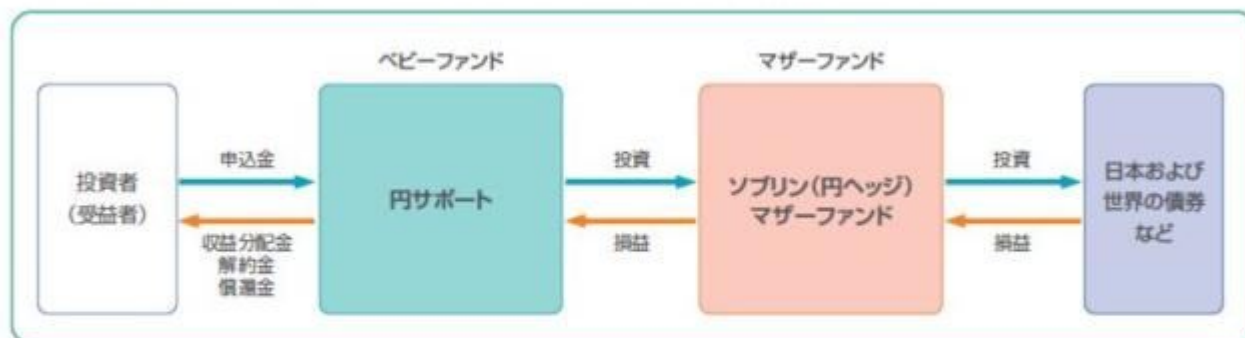 ベビーファンド
マザーファンド
投資者
（受益者）
申込金
収益分配金
解約金
償還金
円サポート
投資
損益
ソブリン（円ヘッジ）
マザーファンド
投資
損益
日本および
世界の債券
など